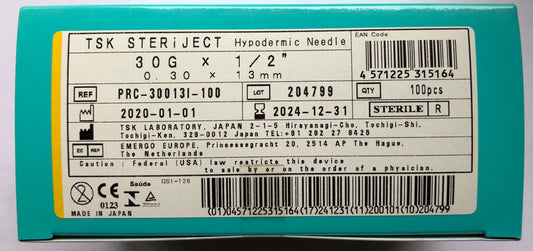 TSK STERiJECT Hypodermic Needle
EAN Code
30G x 1/2"
0.30 x 13mm
4 571225 315164
REF PRC-30013I-100 LOT 204799 QTY 100pcs
2020-01-01 2024-12-31 STERILE R
TSK LABORATORY, JAPAN 2-1-5 Hirayanagi-Cho, Tochigi-Shi,
Tochigi-Ken, 328-0012 Japan TEL:+81 282 27 8426
EC REP EMERGO EUROPE, Prinsessegracht 20, 2514 AP The Hague,
The Netherlands
Caution : Federal (USA) law restricts this device
to sale by or on the order of a physician.
CE Saúde GS1-128
0123
MADE IN JAPAN
(01)04571225315164(17)241231(11)200101(10)204799